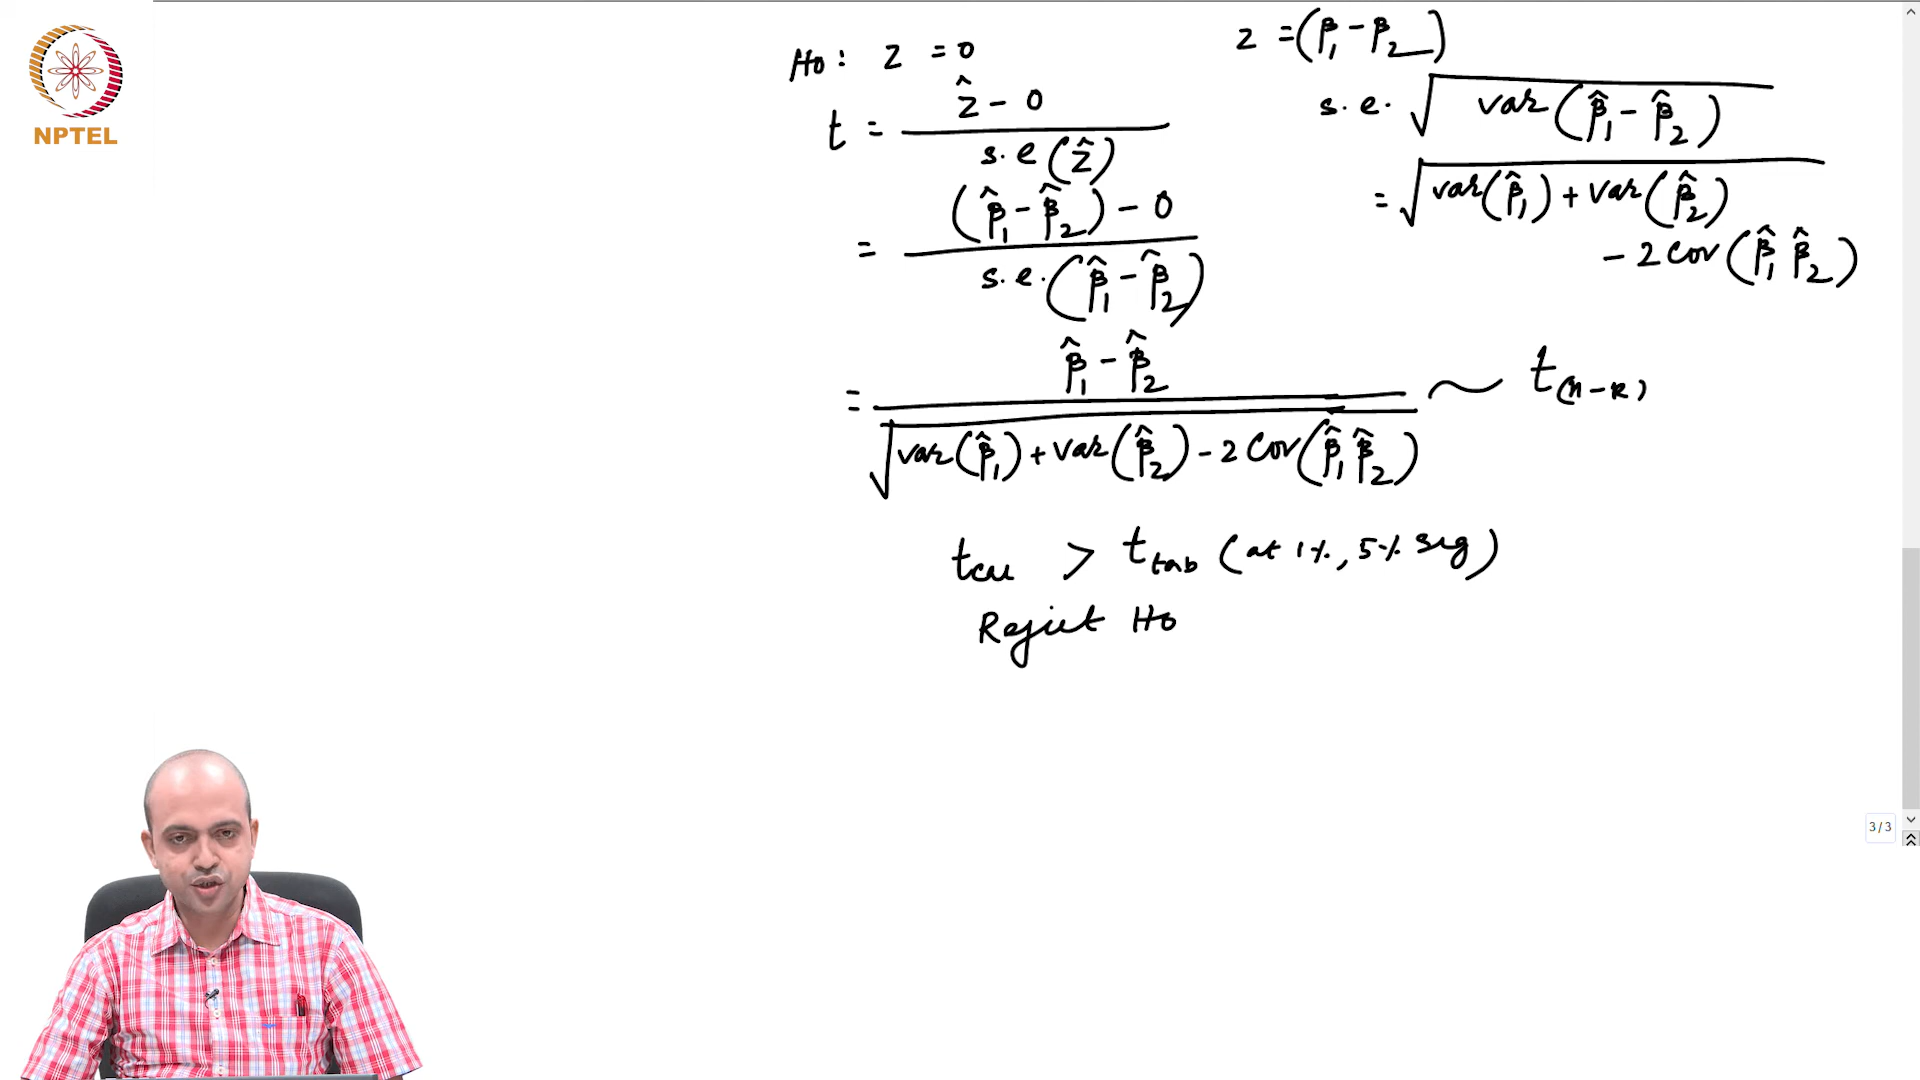 NPTEL
H0 : z = 0
z = (β1 - β2)
t = ẑ - 0 / s.e(ẑ)
s.e. √var(β̂1 - β̂2)
= √var(β̂1) + var(β̂2) - 2 cov(β̂1 β̂2)
= (β̂1 - β̂2) - 0 / s.e.(β̂1 - β̂2)
= β̂1 - β̂2 / √var(β̂1) + var(β̂2) - 2 Cov(β̂1 β̂2) ~ t(n-k)
tcal > ttab (at 1%, 5% sig)
Reject H0
3/3